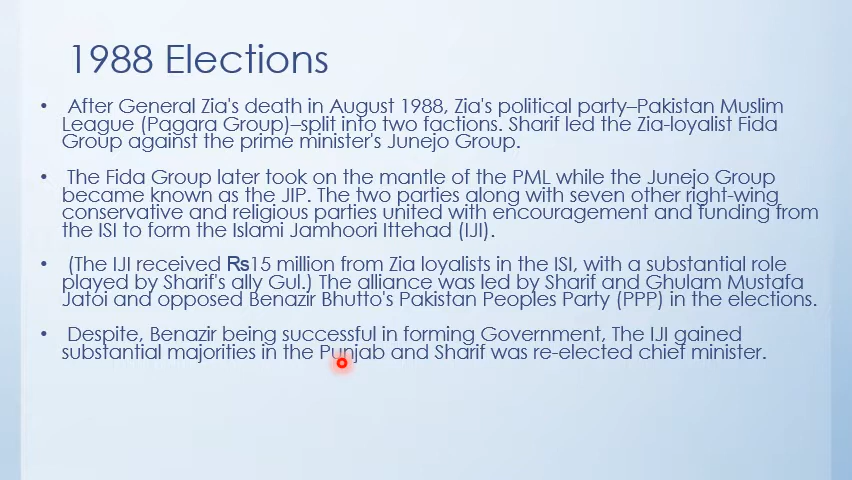 1988 Elections
• After General Zia's death in August 1988, Zia's political party–Pakistan Muslim
League (Pagara Group)–split into two factions. Sharif led the Zia-loyalist Fida
Group against the prime minister's Junejo Group.
• The Fida Group later took on the mantle of the PML while the Junejo Group
became known as the JIP. The two parties along with seven other right-wing
conservative and religious parties united with encouragement and funding from
the ISI to form the Islami Jamhoori Ittehad (IJI).
• (The IJI received Rs15 million from Zia loyalists in the ISI, with a substantial role
played by Sharif's ally Gul.) The alliance was led by Sharif and Ghulam Mustafa
Jatoi and opposed Benazir Bhutto's Pakistan Peoples Party (PPP) in the elections.
• Despite, Benazir being successful in forming Government, The IJI gained
substantial majorities in the Punjab and Sharif was re-elected chief minister.